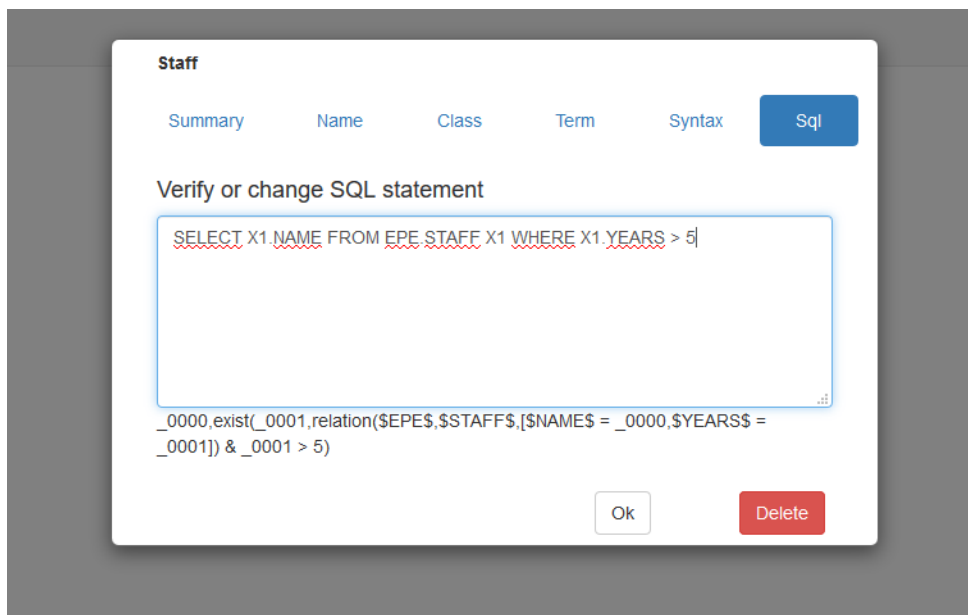 Staff
Summary Name Class Term Syntax Sql
Verify or change SQL statement
SELECT X1.NAME FROM EPE.STAFF X1 WHERE X1.YEARS > 5
_0000,exist(_0001,relation($EPE$,$STAFF$,[$NAME$ = _0000,$YEARS$ =
_0001]) & _0001 > 5)
Ok Delete